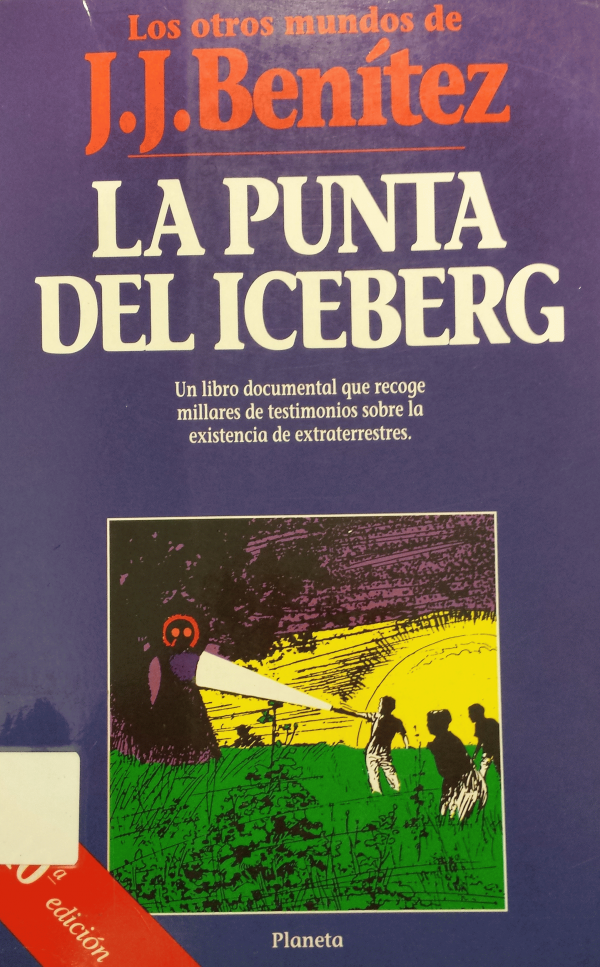 Los otros mundos de
J.J. Benítez
LA PUNTA
DEL ICEBERG
Un libro documental que recoge
millares de testimonios sobre la
existencia de extraterrestres.
edición
Planeta